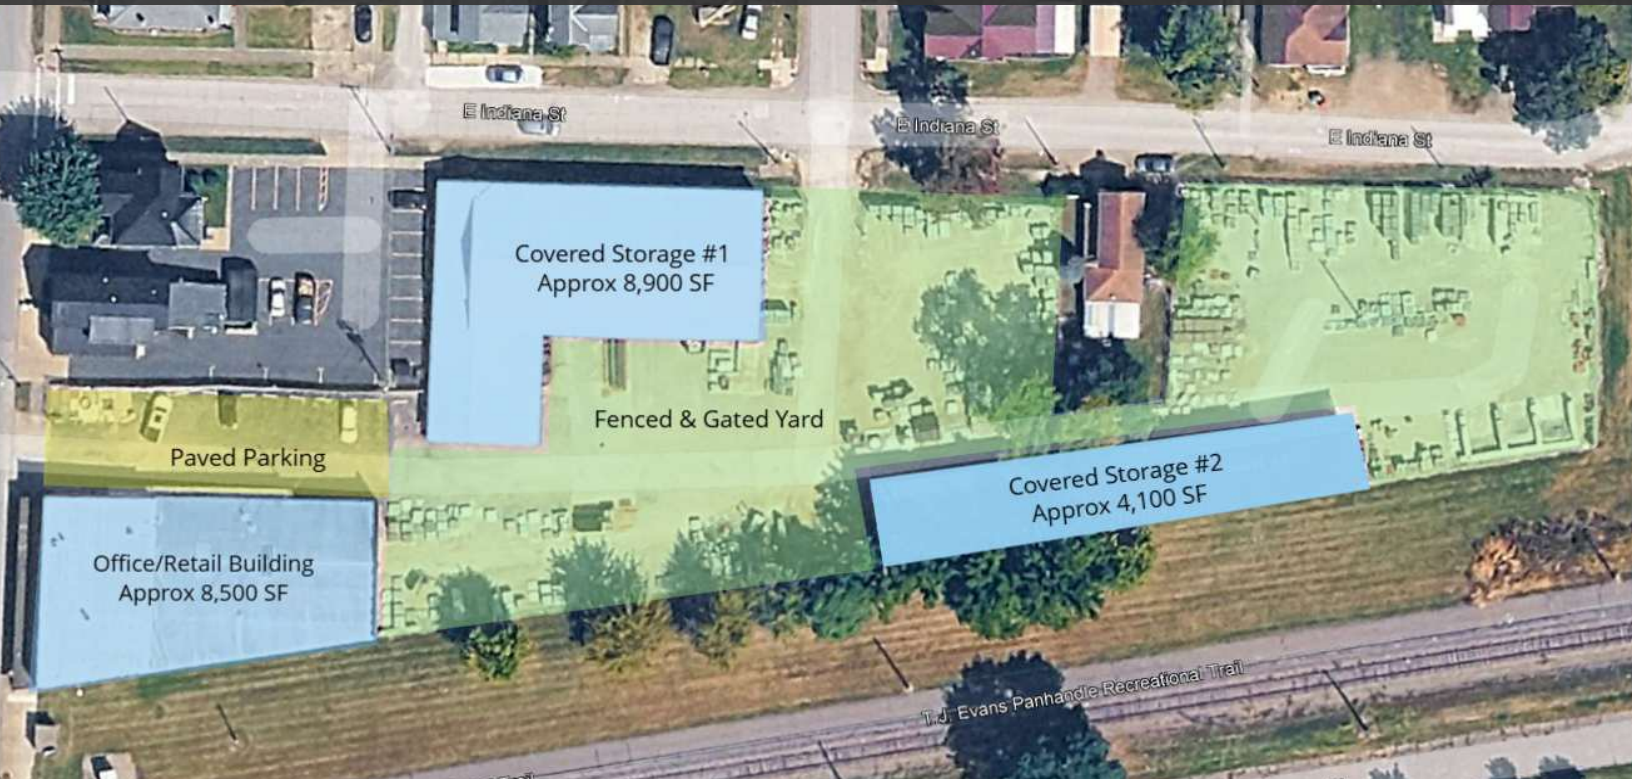 E Indiana St
E Indiana St
E Indiana St
Covered Storage #1
Approx 8,900 SF
Fenced & Gated Yard
Paved Parking
Covered Storage #2
Approx 4,100 SF
Office/Retail Building
Approx 8,500 SF
T.J. Evans Panhandle Recreational Trail
Trail